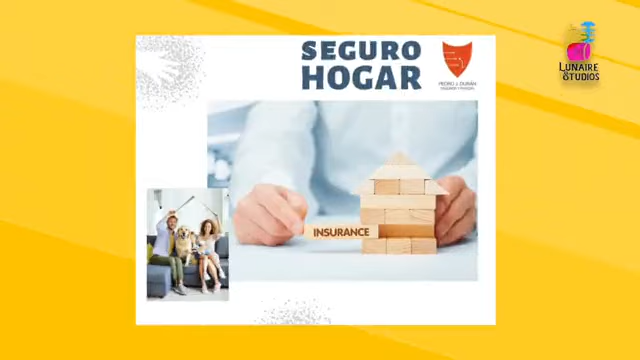 SEGURO
HOGAR
PEDRO J. DURÁN
INSURANCE
LUNAIRE
STUDIOS